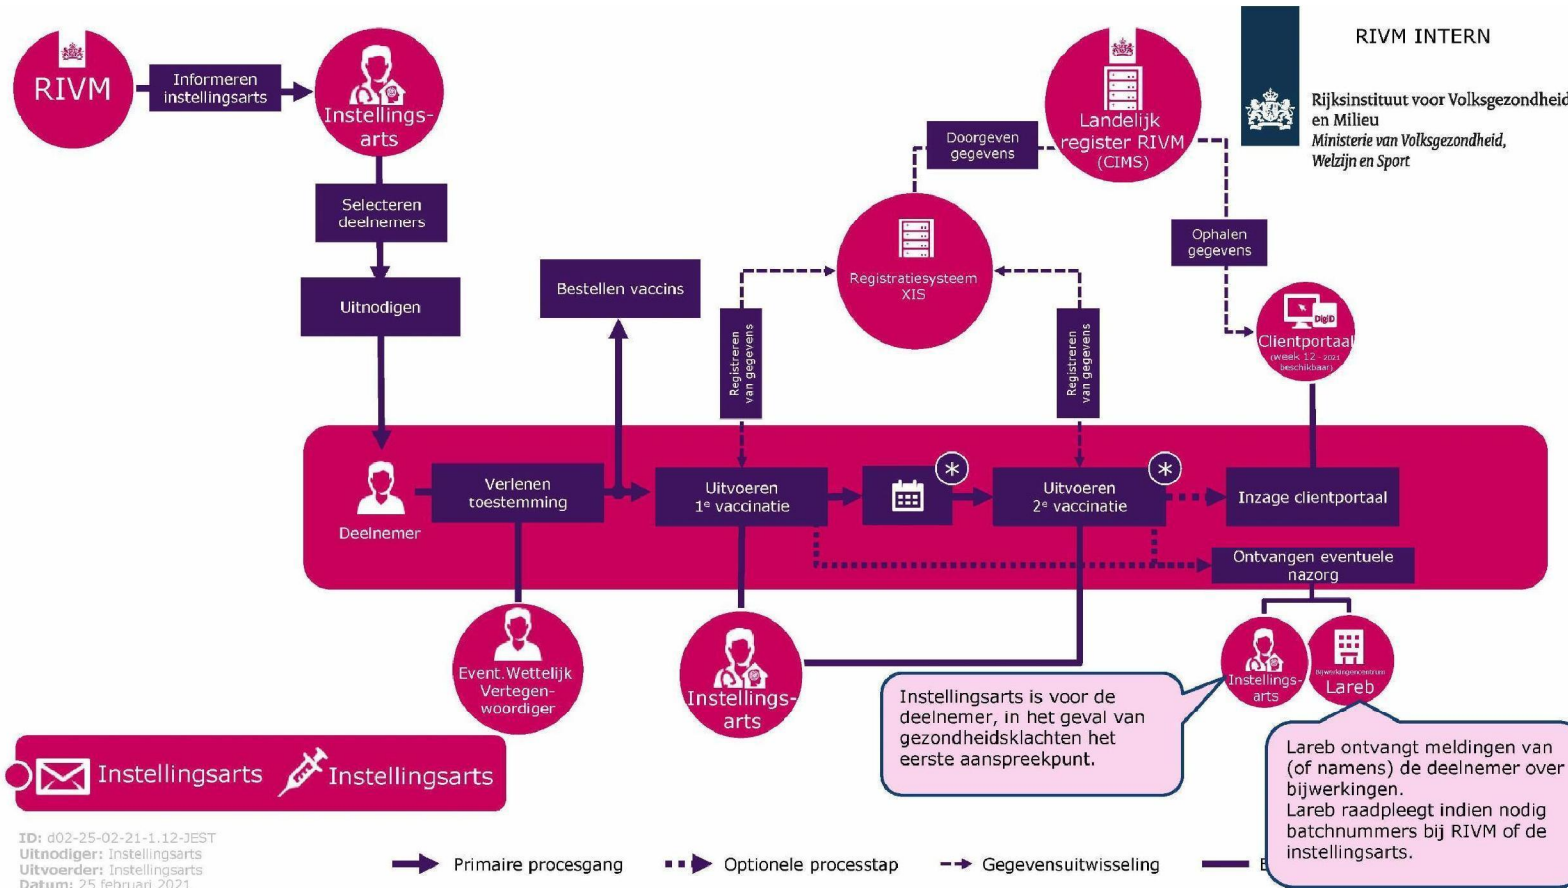 RIVM INTERN
Rijksinstituut voor Volksgezondheid
en Milieu
Ministerie van Volksgezondheid,
Welzijn en Sport
RIVM
Informeren
instellingsarts
Instellings-
arts
Selecteren
deelnemers
Uitnodigen
Bestellen vaccins
Landelijk
register RIVM
(CIMS)
Doorgeven
gegevens
Registratiesysteem
XIS
Ophalen
gegevens
Registreren
van gegevens
Registreren
van gegevens
DigiD
Clientportaal
(week 12 - 2021
beschikbaar)
Deelnemer
Verlenen
toestemming
Uitvoeren
1e vaccinatie
*
Uitvoeren
2e vaccinatie
*
Inzage clientportaal
Ontvangen eventuele
nazorg
Event. Wettelijk
Vertegen-
woordiger
Instellings-
arts
Instellings-
arts
Bijwerkingencentrum
Lareb
Instellingsarts is voor de
deelnemer, in het geval van
gezondheidsklachten het
eerste aanspreekpunt.
Lareb ontvangt meldingen van
(of namens) de deelnemer over
bijwerkingen.
Lareb raadpleegt indien nodig
batchnummers bij RIVM of de
instellingsarts.
Instellingsarts
Instellingsarts
ID: d02-25-02-21-1.12-JEST
Uitnodiger: Instellingsarts
Uitvoerder: Instellingsarts
Datum: 25 februari 2021
Primaire procesgang
Optionele processtap
Gegevensuitwisseling